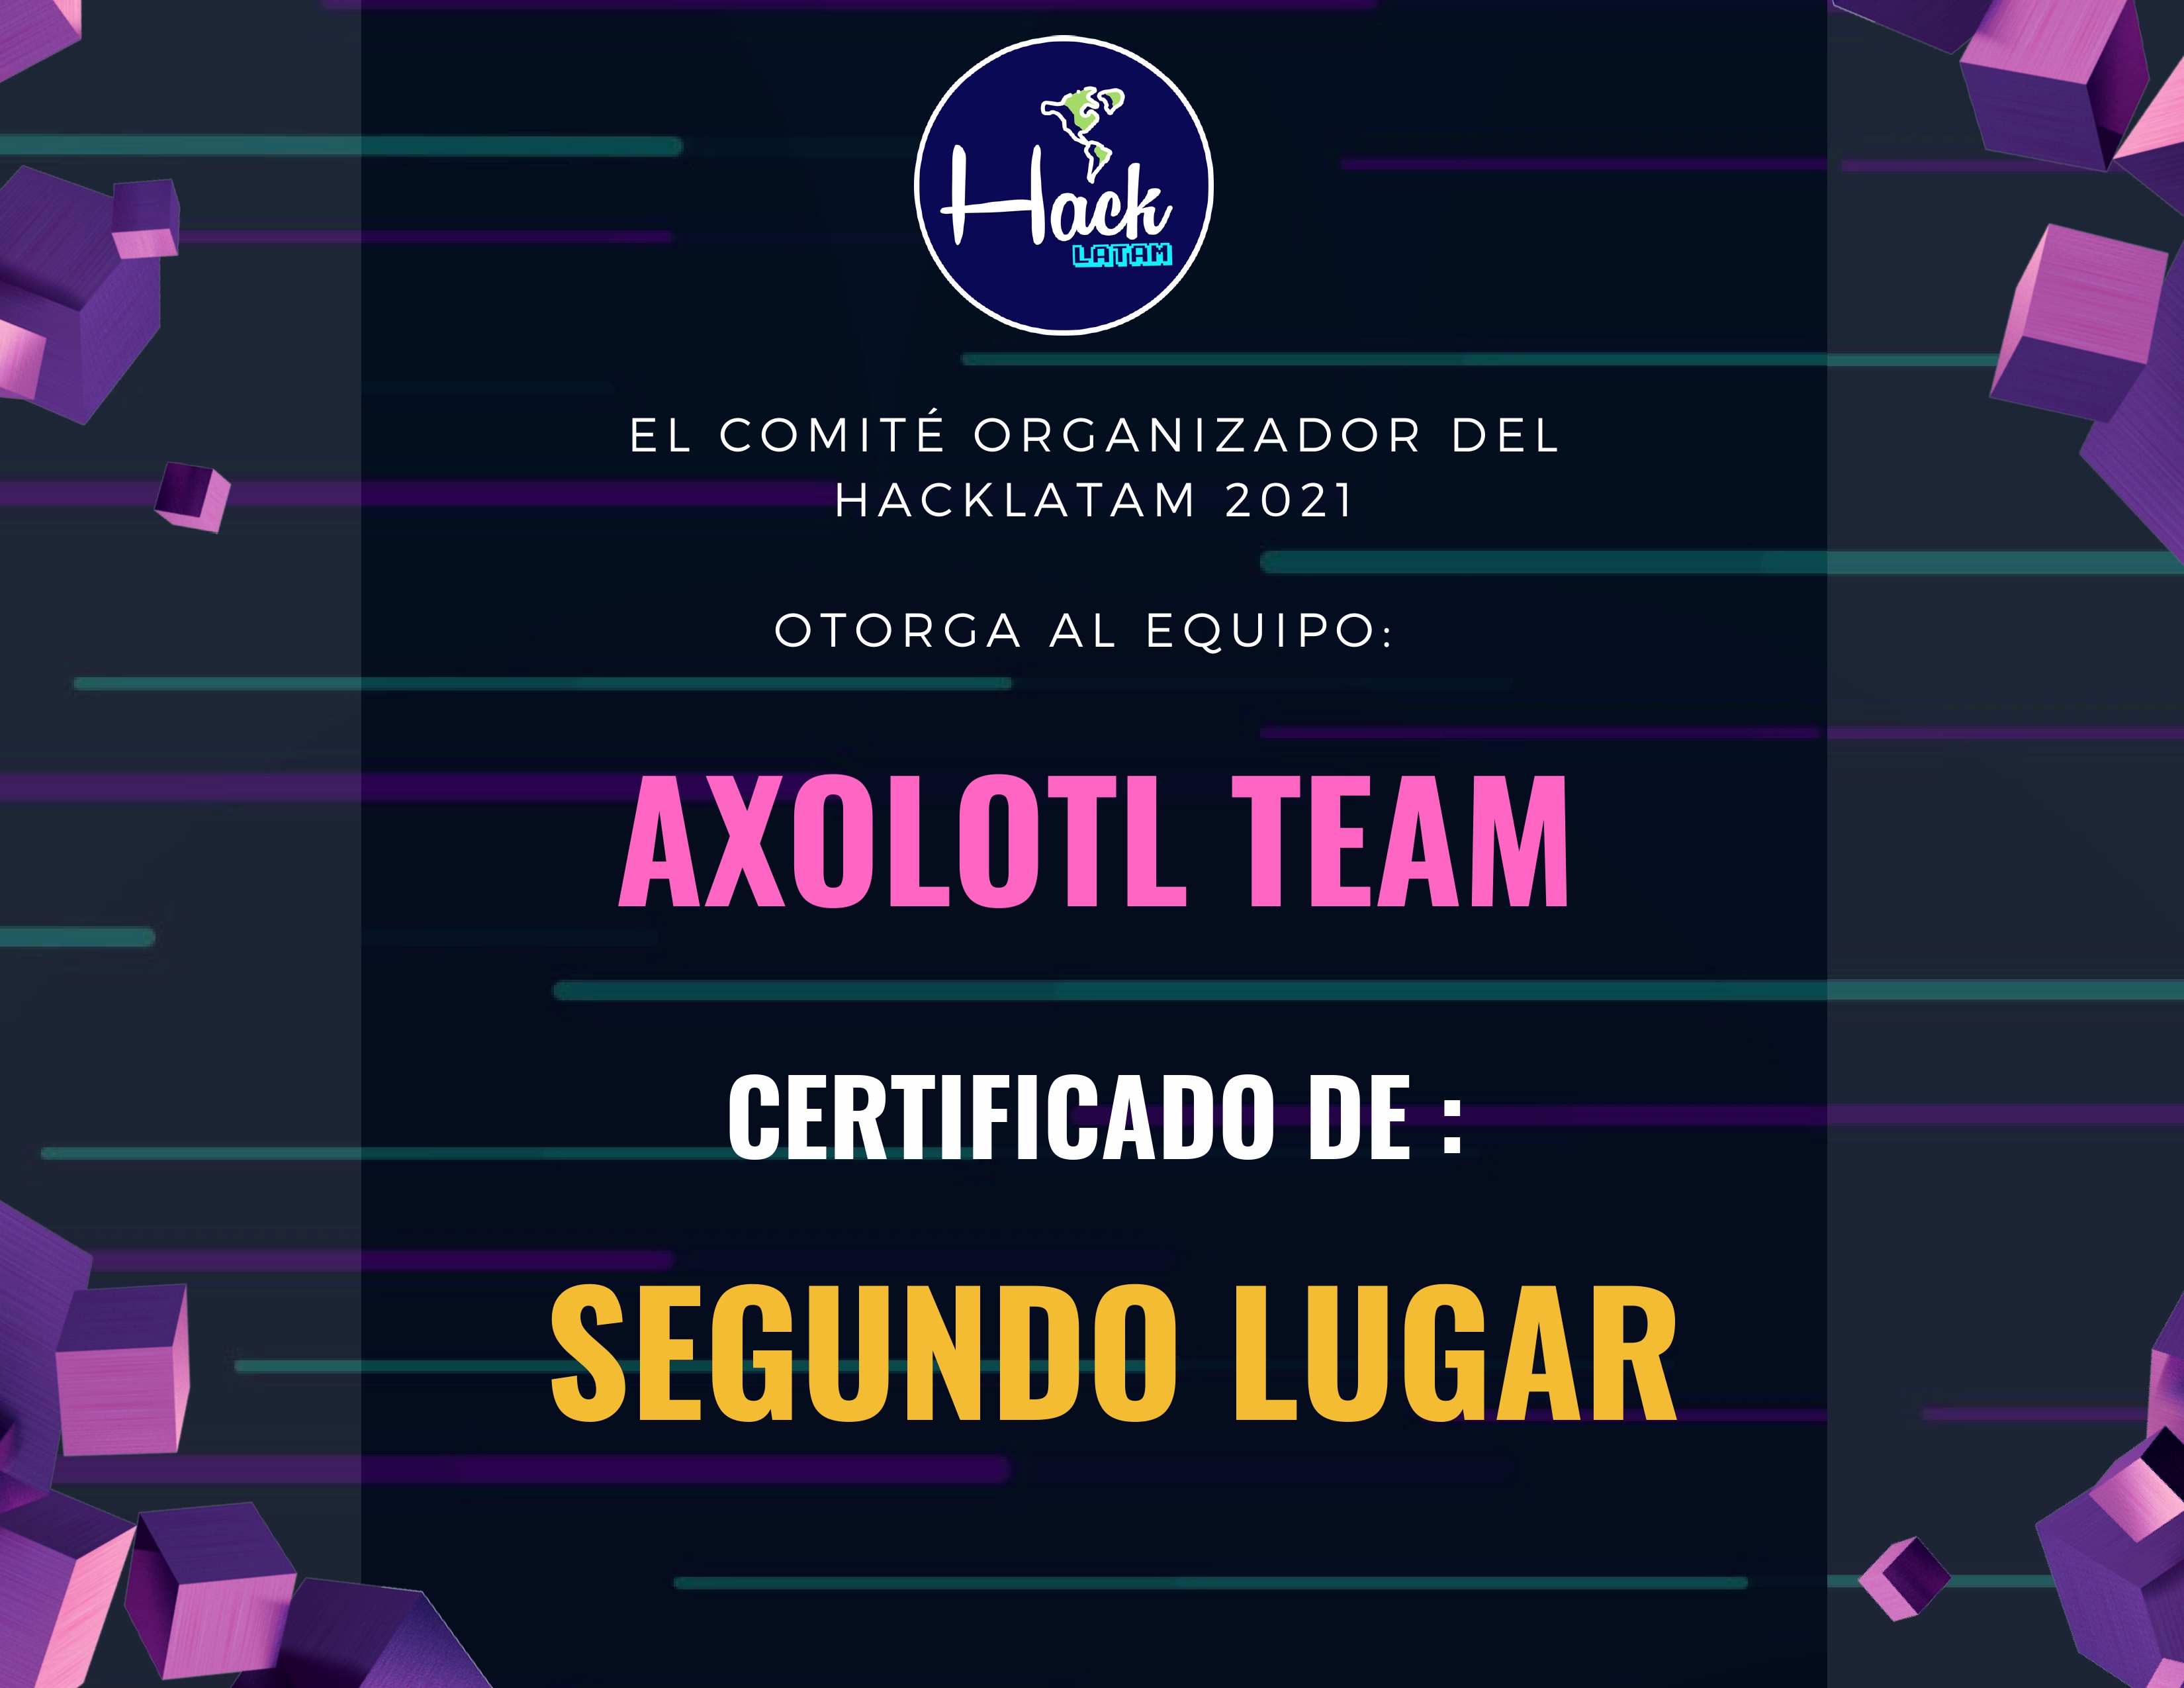 Hack
LATAM
EL COMITÉ ORGANIZADOR DEL
HACKLATAM 2021
OTORGA AL EQUIPO:
AXOLOTL TEAM
CERTIFICADO DE :
SEGUNDO LUGAR